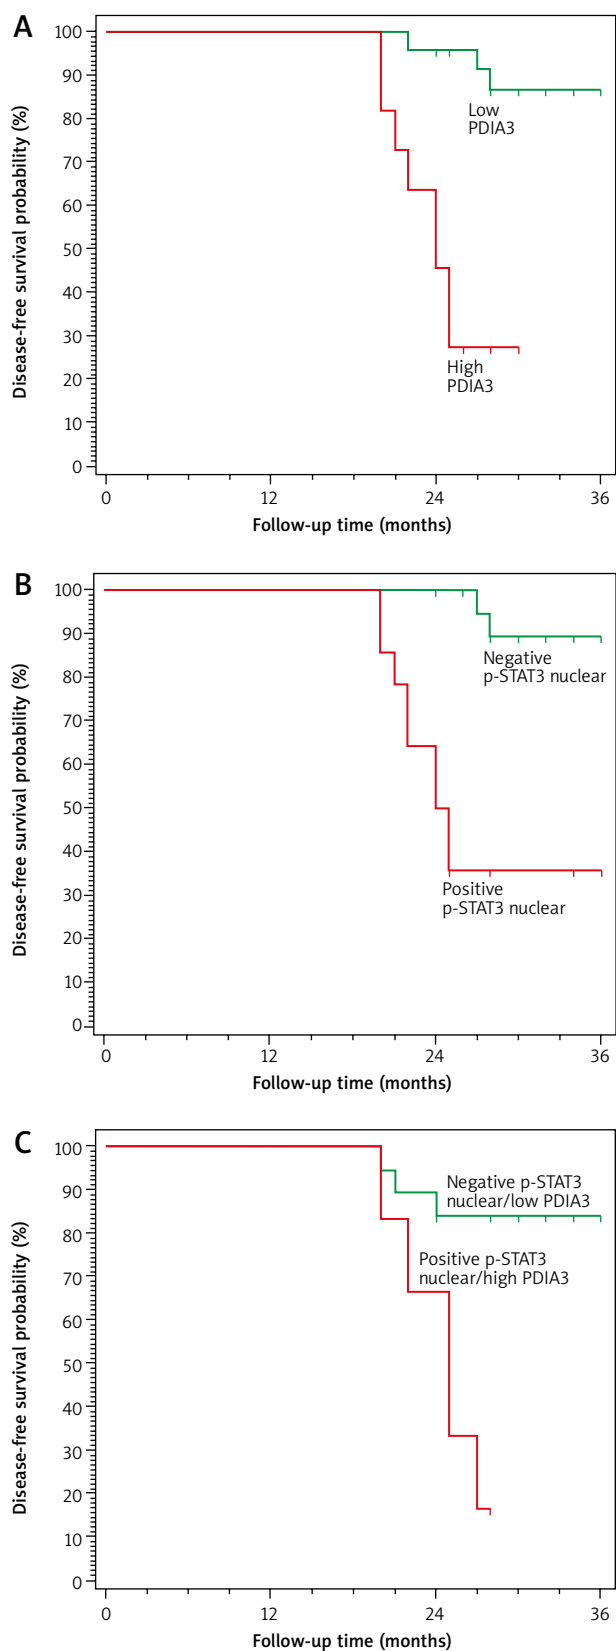 A
Disease-free survival probability (%)
100
90
80
70
60
50
40
30
20
10
0
Low
PDIA3
High
PDIA3
0 12 24 36
Follow-up time (months)
B
Disease-free survival probability (%)
100
90
80
70
60
50
40
30
20
10
0
Negative
p-STAT3 nuclear
Positive
p-STAT3 nuclear
0 12 24 36
Follow-up time (months)
C
Disease-free survival probability (%)
100
90
80
70
60
50
40
30
20
10
0
Negative p-STAT3
nuclear/low PDIA3
Positive p-STAT3
nuclear/high PDIA3
0 12 24 36
Follow-up time (months)